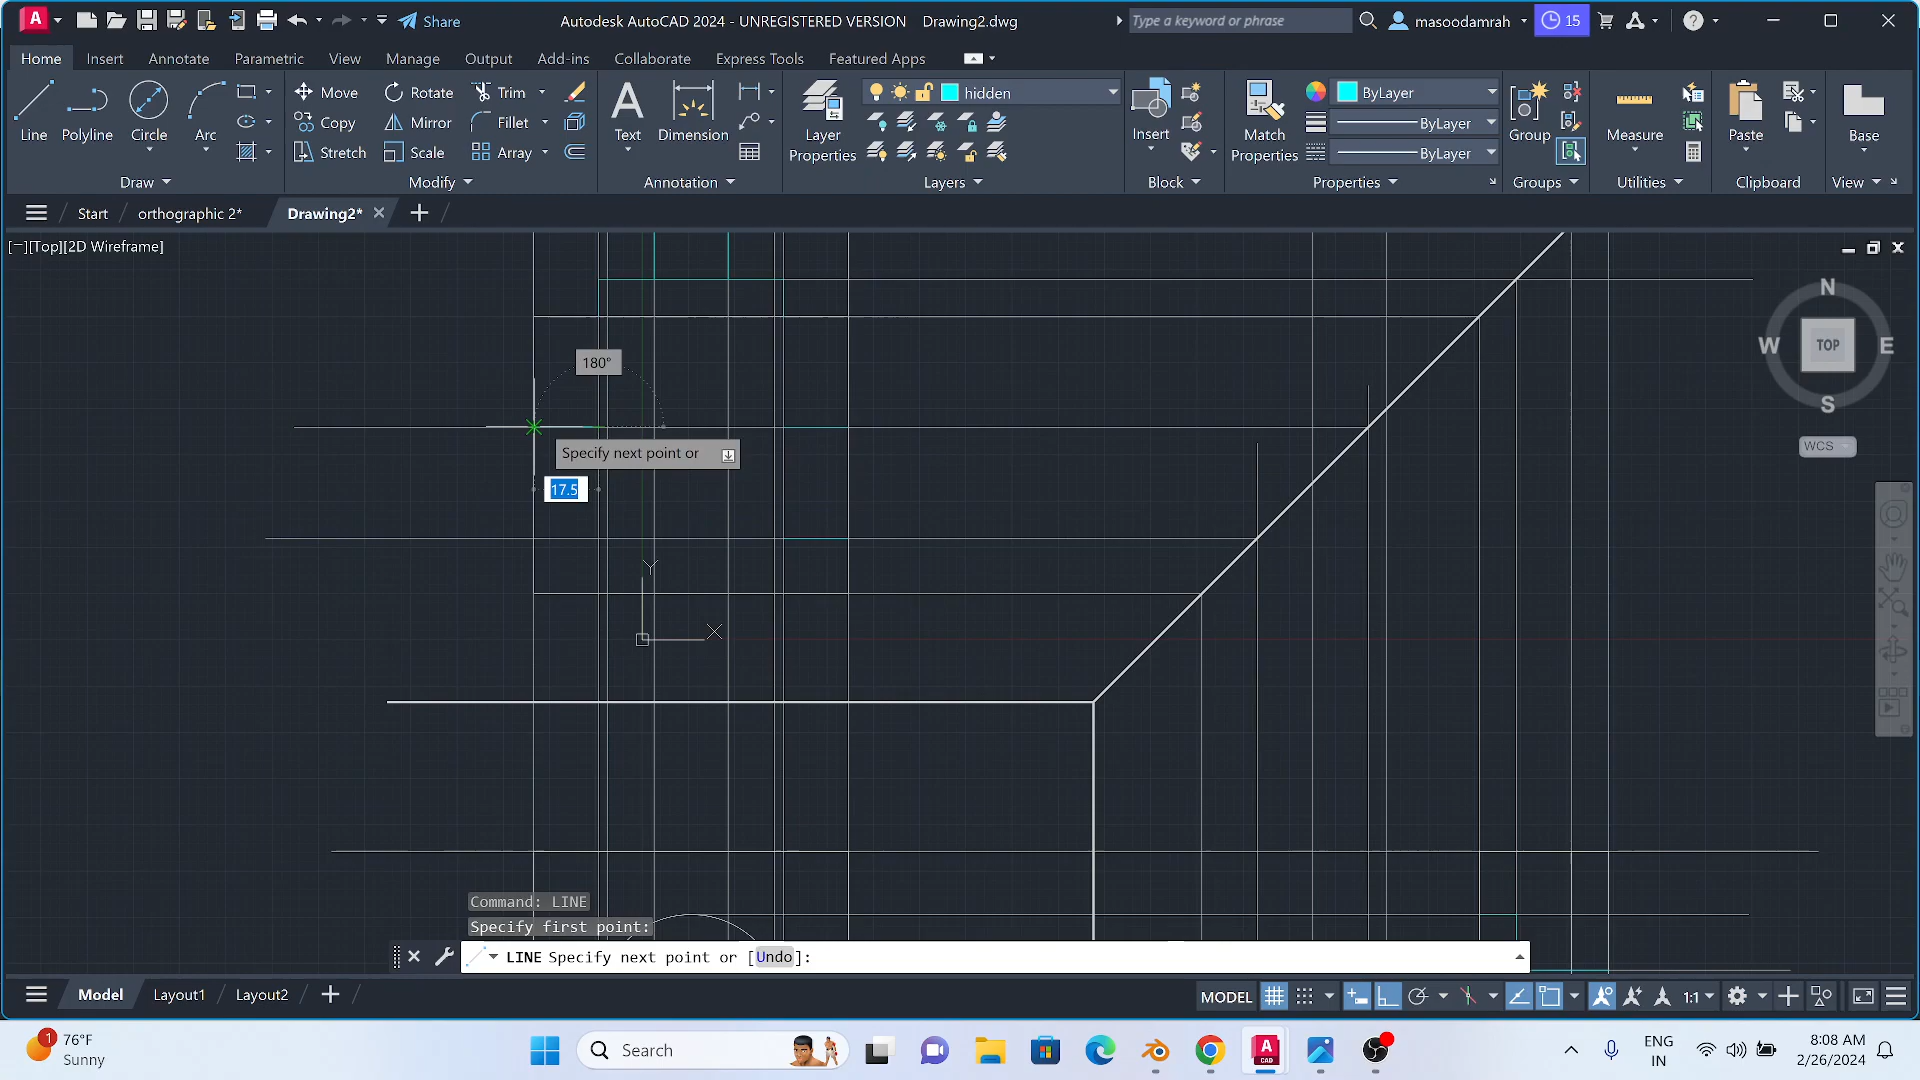 A Share Autodesk AutoCAD 2024 - UNREGISTERED VERSION Drawing2.dwg Type a keyword or phrase masoodamrah 15
Home Insert Annotate Parametric View Manage Output Add-ins Collaborate Express Tools Featured Apps
Line Polyline Circle Arc
Move Rotate Trim
Copy Mirror Fillet
Stretch Scale Array
Text Dimension
Layer Properties
hidden
Insert
Match Properties
ByLayer
ByLayer
ByLayer
Group
Measure
Paste
Base
Draw Modify Annotation Layers Block Properties Groups Utilities Clipboard View
Start orthographic 2* Drawing2*
[−][Top][2D Wireframe]
N
W TOP E
S
WCS
180°
Specify next point or
17.5
Y
X
Command: LINE
Specify first point:
LINE Specify next point or [Undo]:
Model Layout1 Layout2
MODEL 1:1
1 76°F
Sunny
Search
A
CAD
ENG
IN
8:08 AM
2/26/2024